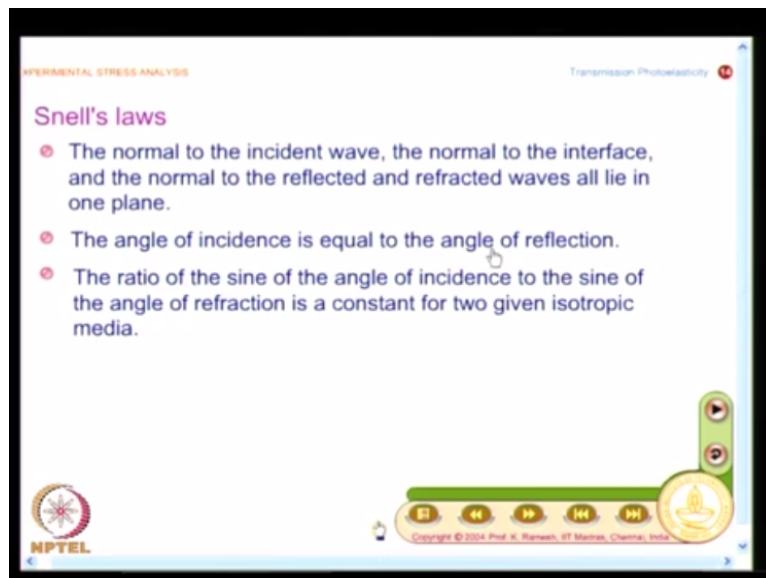 XPERIMENTAL STRESS ANALYSIS
Transmission Photoelasticity 14
Snell's laws
The normal to the incident wave, the normal to the interface,
and the normal to the reflected and refracted waves all lie in
one plane.
The angle of incidence is equal to the angle of reflection.
The ratio of the sine of the angle of incidence to the sine of
the angle of refraction is a constant for two given isotropic
media.
NPTEL
Copyright © 2004 Prof. K. Ramesh, IIT Madras, Chennai, India